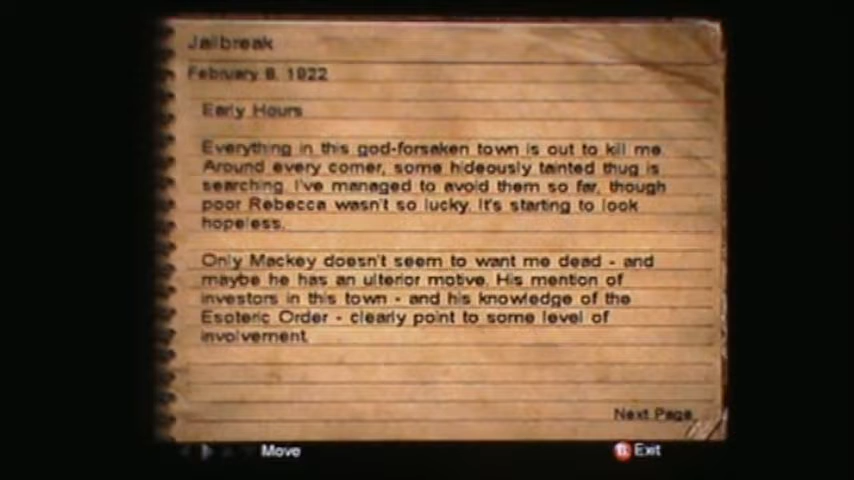 Jailbreak
February 8, 1922
Early Hours
Everything in this god-forsaken town is out to kill me.
Around every corner, some hideously tainted thug is
searching. I've managed to avoid them so far, though
poor Rebecca wasn't so lucky. It's starting to look
hopeless.
Only Mackey doesn't seem to want me dead - and
maybe he has an ulterior motive. His mention of
investors in this town - and his knowledge of the
Esoteric Order - clearly point to some level of
involvement.
Next Page
Move
Exit